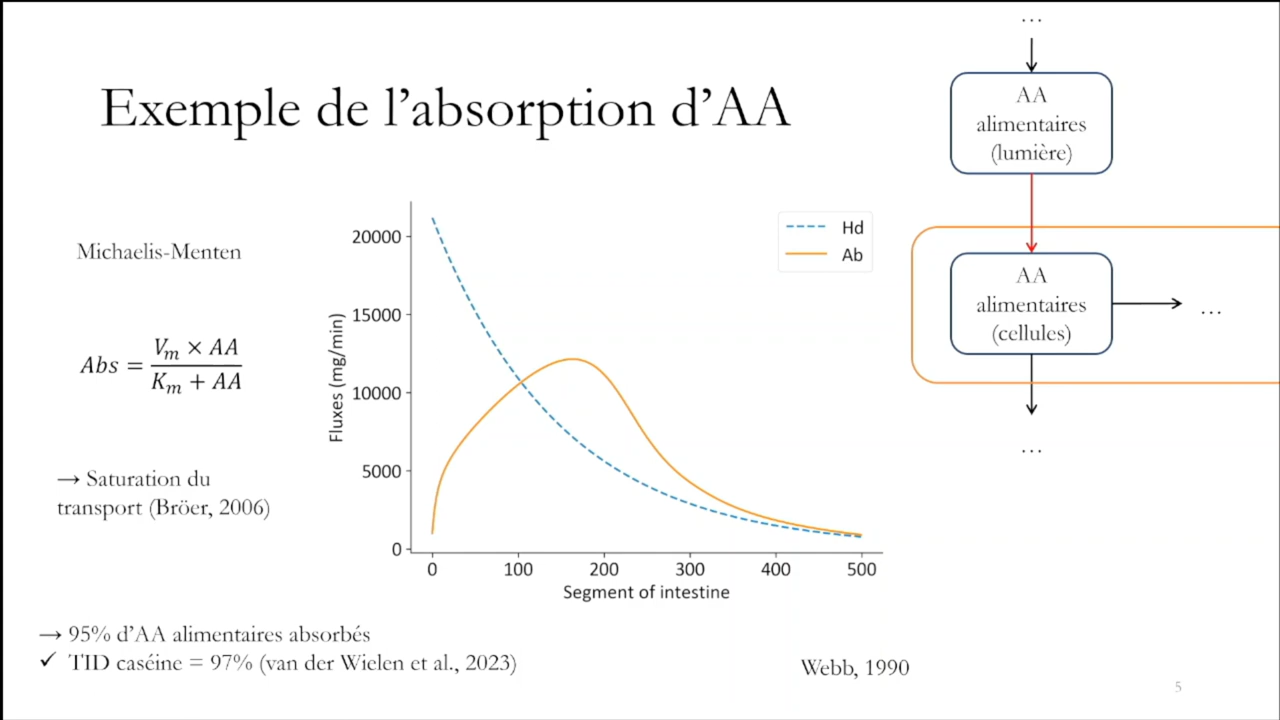 Exemple de l’absorption d’AA
Michaelis-Menten
Abs = V_m × AA / K_m + AA
→ Saturation du
transport (Bröer, 2006)
20000
15000
10000
5000
0
Fluxes (mg/min)
0 100 200 300 400 500
Segment of intestine
Hd
Ab
...
AA
alimentaires
(lumière)
AA
alimentaires
(cellules)
...
...
→ 95% d’AA alimentaires absorbés
✓ TID caséine = 97% (van der Wielen et al., 2023)
Webb, 1990
5